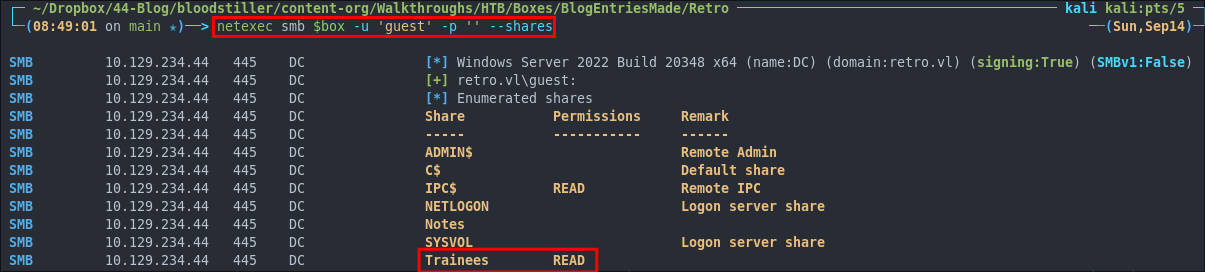 ~/Dropbox/44-Blog/bloodstiller/content-org/Walkthroughs/HTB/Boxes/BlogEntriesMade/Retro kali kali:pts/5
(08:49:01 on main ★)──> netexec smb $box -u 'guest' -p '' --shares (Sun,Sep14)
SMB 10.129.234.44 445 DC [*] Windows Server 2022 Build 20348 x64 (name:DC) (domain:retro.vl) (signing:True) (SMBv1:False)
SMB 10.129.234.44 445 DC [+] retro.vl\guest:
SMB 10.129.234.44 445 DC [*] Enumerated shares
SMB 10.129.234.44 445 DC Share Permissions Remark
SMB 10.129.234.44 445 DC ----- ----------- ------
SMB 10.129.234.44 445 DC ADMIN$ Remote Admin
SMB 10.129.234.44 445 DC C$ Default share
SMB 10.129.234.44 445 DC IPC$ READ Remote IPC
SMB 10.129.234.44 445 DC NETLOGON Logon server share
SMB 10.129.234.44 445 DC Notes
SMB 10.129.234.44 445 DC SYSVOL Logon server share
SMB 10.129.234.44 445 DC Trainees READ